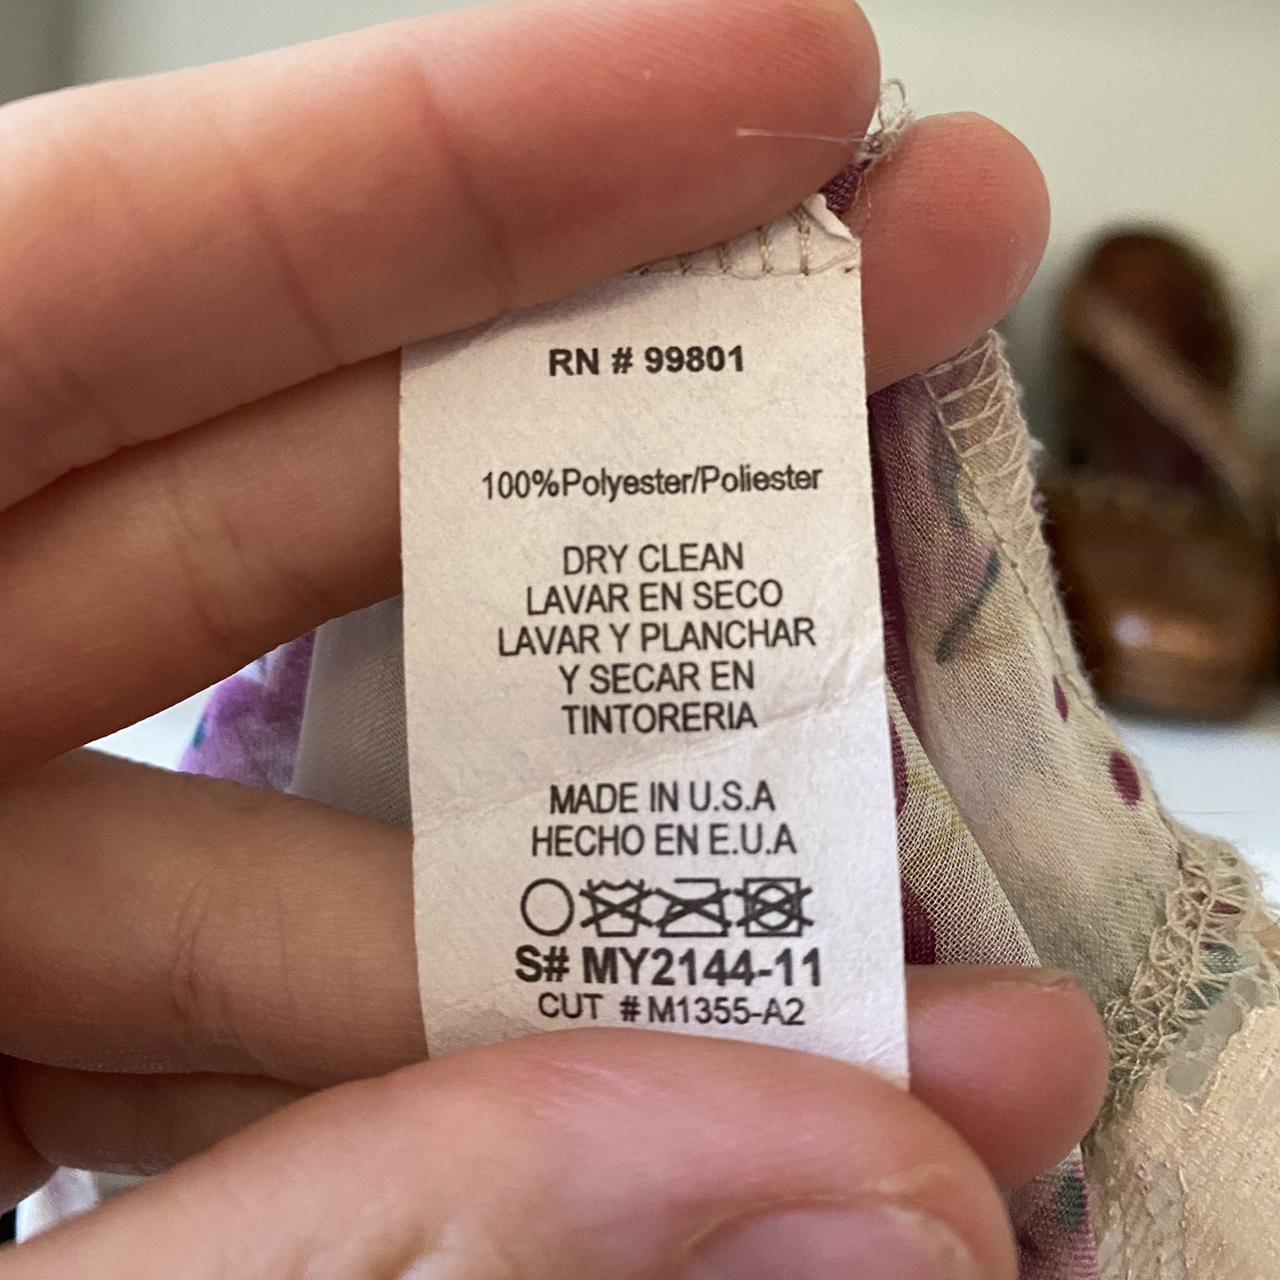 RN # 99801
100%Polyester/Poliester
DRY CLEAN
LAVAR EN SECO
LAVAR Y PLANCHAR
Y SECAR EN
TINTORERIA
MADE IN U.S.A
HECHO EN E.U.A
S# MY2144-11
CUT # M1355-A2